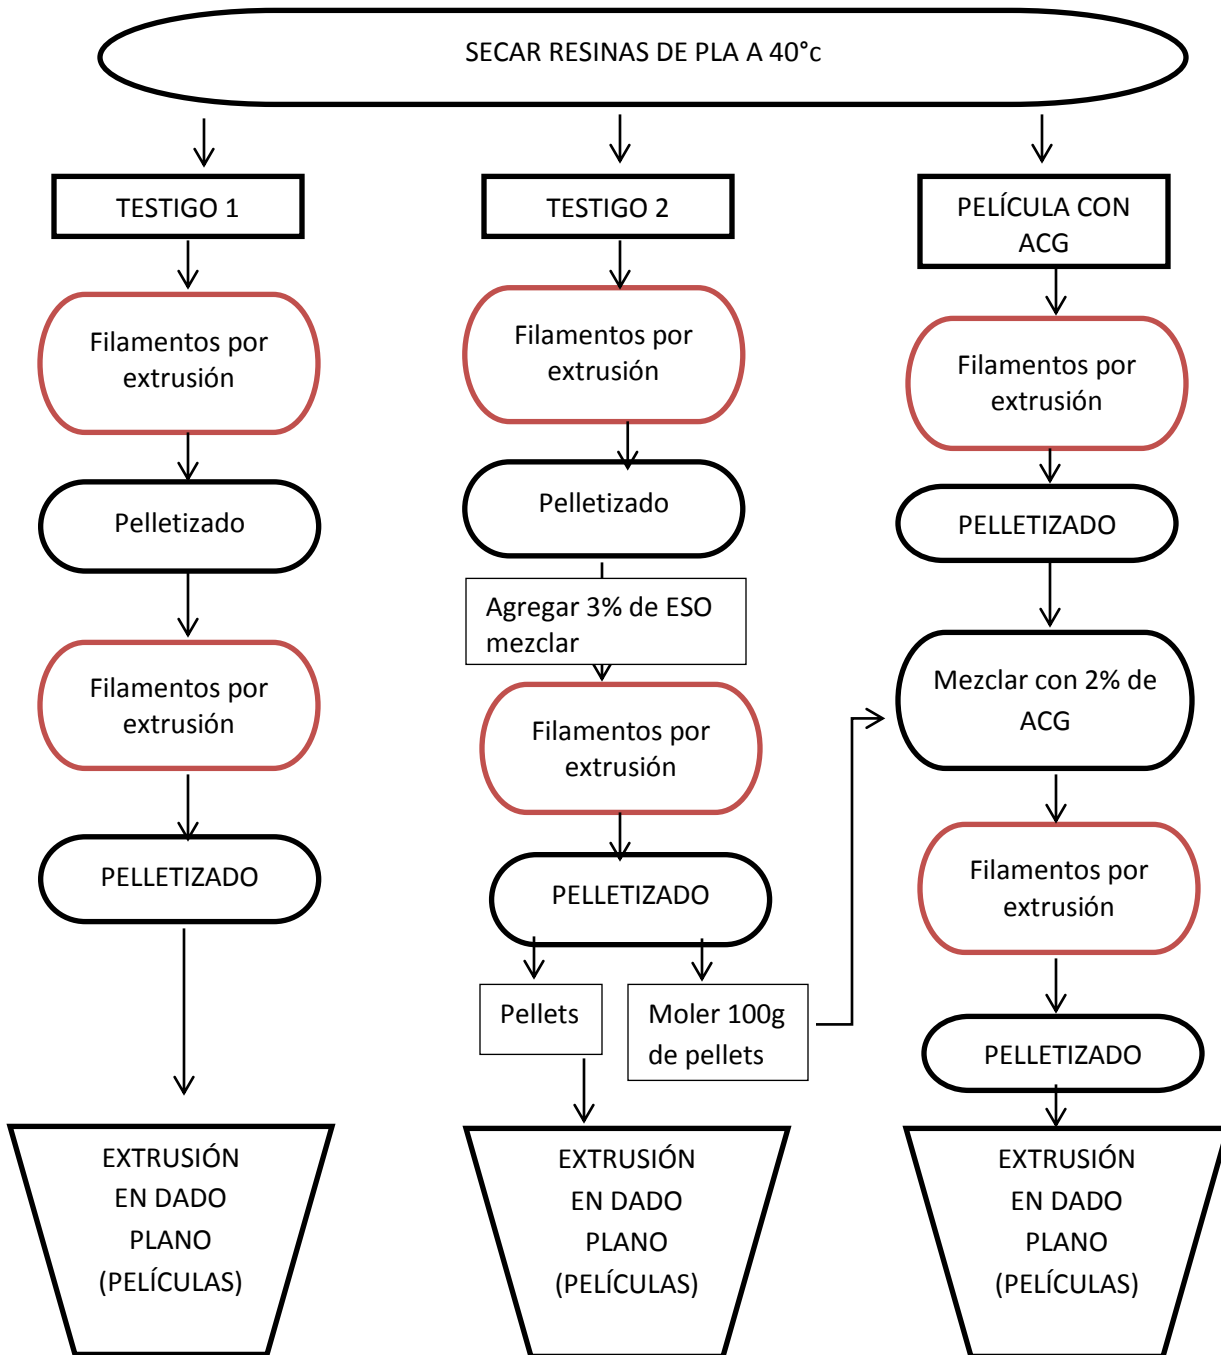 SECAR RESINAS DE PLA A 40°c
TESTIGO 1
Filamentos por
extrusión
Pelletizado
Filamentos por
extrusión
PELLETIZADO
EXTRUSIÓN
EN DADO
PLANO
(PELÍCULAS)
TESTIGO 2
Filamentos por
extrusión
Pelletizado
Agregar 3% de ESO
mezclar
Filamentos por
extrusión
PELLETIZADO
Pellets
Moler 100g
de pellets
EXTRUSIÓN
EN DADO
PLANO
(PELÍCULAS)
PELÍCULA CON
ACG
Filamentos por
extrusión
PELLETIZADO
Mezclar con 2% de
ACG
Filamentos por
extrusión
PELLETIZADO
EXTRUSIÓN
EN DADO
PLANO
(PELÍCULAS)